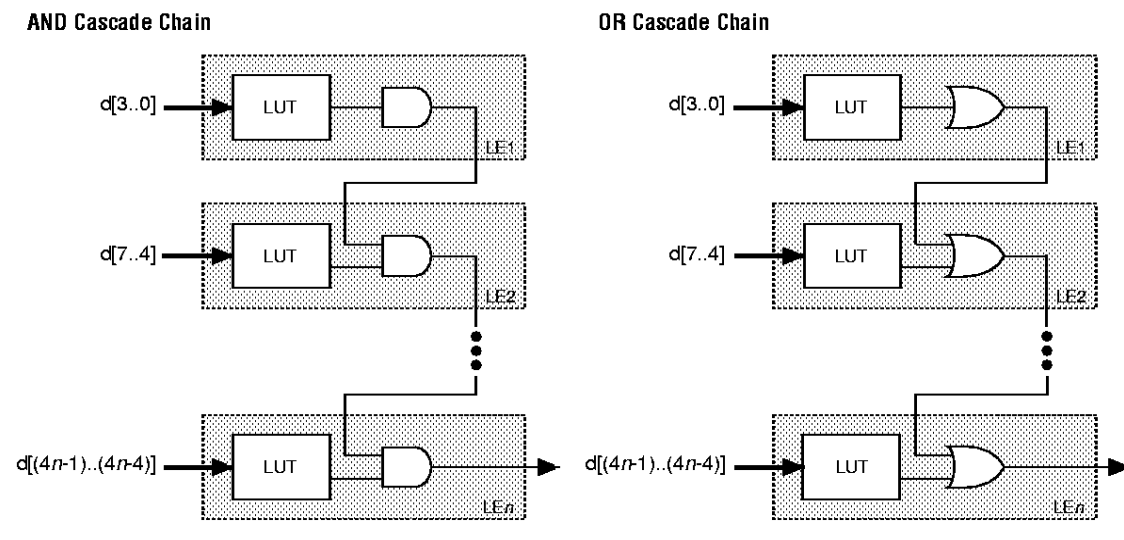 AND Cascade Chain
d[3..0]
LUT
LE1
d[7..4]
LUT
LE2
d[(4n-1)..(4n-4)]
LUT
LEn
OR Cascade Chain
d[3..0]
LUT
LE1
d[7..4]
LUT
LE2
d[(4n-1)..(4n-4)]
LUT
LEn